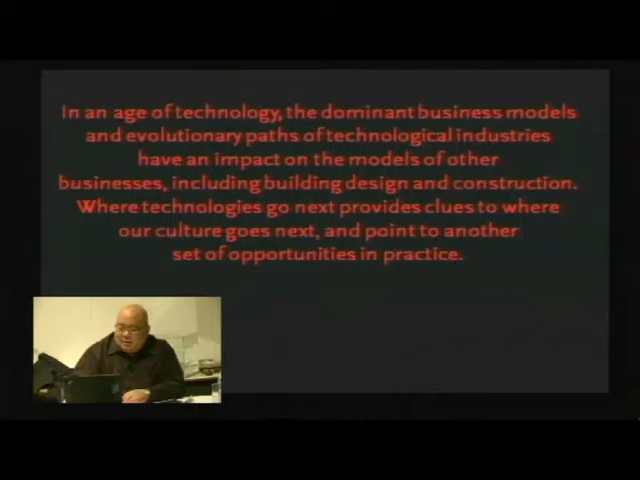 In an age of technology, the dominant business models
and evolutionary paths of technological industries
have an impact on the models of other
businesses, including building design and construction.
Where technologies go next provides clues to where
our culture goes next, and point to another
set of opportunities in practice.